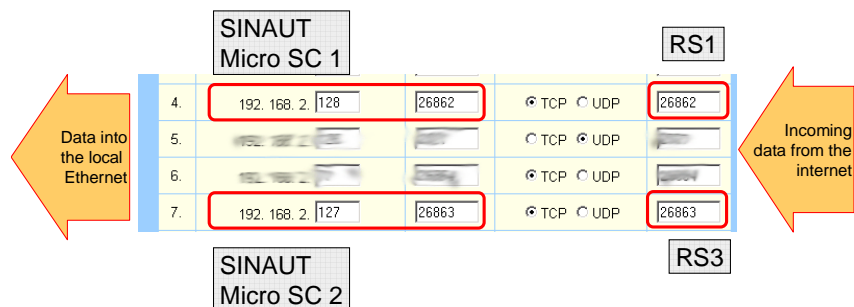 SINAUT
Micro SC 1
RS1
4. 192. 168. 2. 128 26862 TCP UDP 26862
Data into
the local
Ethernet
5. TCP UDP
Incoming
data from the
internet
6. TCP UDP
7. 192. 168. 2. 127 26863 TCP UDP 26863
SINAUT
Micro SC 2
RS3